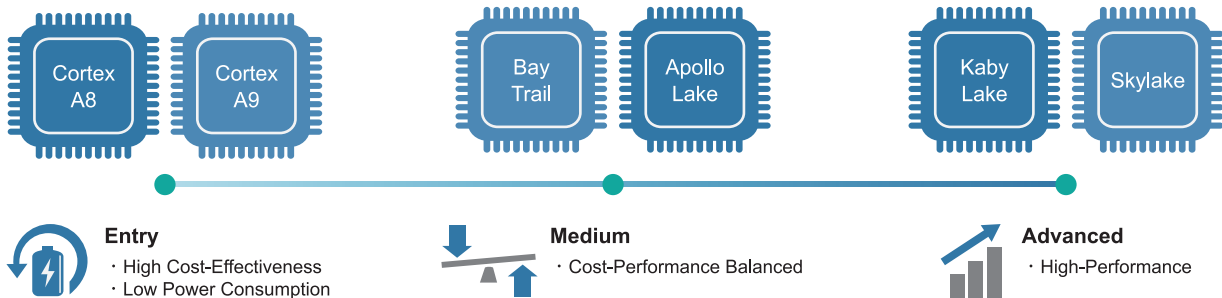 Cortex
A8
Cortex
A9
Bay
Trail
Apollo
Lake
Kaby
Lake
Skylake
Entry
· High Cost-Effectiveness
· Low Power Consumption
Medium
· Cost-Performance Balanced
Advanced
· High-Performance